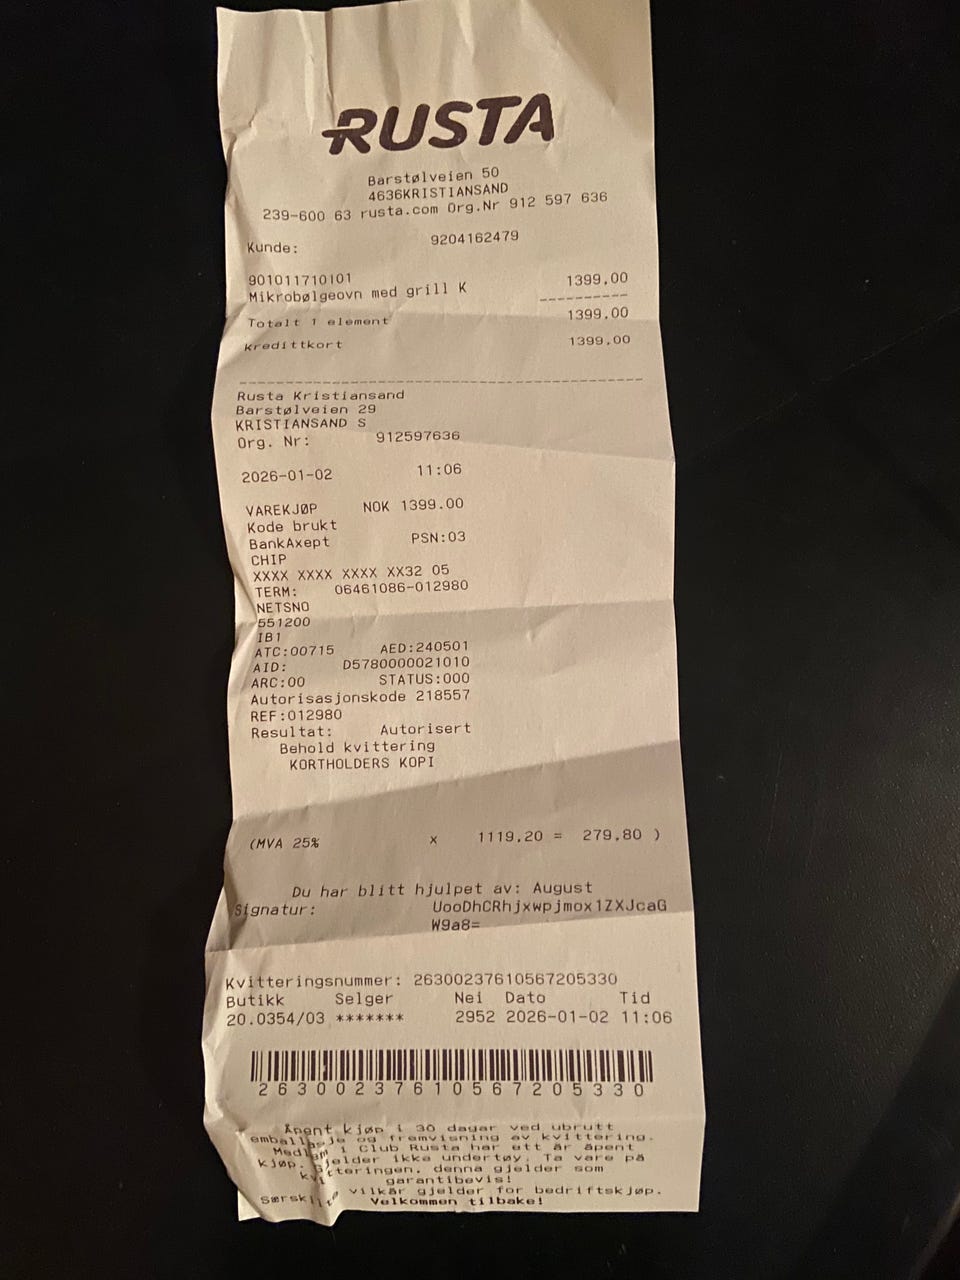 RUSTA
Barstølveien 50
4636KRISTIANSAND
239-600 63 rusta.com Org.Nr 912 597 636
Kunde: 9204162479
901011710101
Mikrobølgeovn med grill K 1399,00
Totalt 1 element 1399,00
kredittkort 1399,00
Rusta Kristiansand
Barstølveien 29
KRISTIANSAND S
Org. Nr: 912597636
2026-01-02 11:06
VAREKJØP NOK 1399.00
Kode brukt
BankAxept PSN:03
CHIP
XXXX XXXX XXXX XX32 05
TERM: 06461086-012980
NETSNO
551200
IB1
ATC:00715 AED:240501
AID: D5780000021010
ARC:00 STATUS:000
Autorisasjonskode 218557
REF:012980
Resultat: Autorisert
Behold kvittering
KORTHOLDERS KOPI
(MVA 25% x 1119,20 = 279,80 )
Du har blitt hjulpet av: August
Signatur: UooDhCRhjxwpjmox1ZXJcaG
W9a8=
Kvitteringsnummer: 26300237610567205330
Butikk Selger Nei Dato Tid
20.0354/03 ******* 2952 2026-01-02 11:06
26300237610567205330
Åpent kjøp i 30 dagar ved ubrutt
emballasje og fremvisning av kvittering.
Medlem i Club Rusta har ett år åpent
kjøp. Gjelder ikke undertøy. Ta vare på
kvitteringen, denna gjelder som
garantibevis!
vilkår gjelder for bedriftskjøp.
Velkommen tilbake!